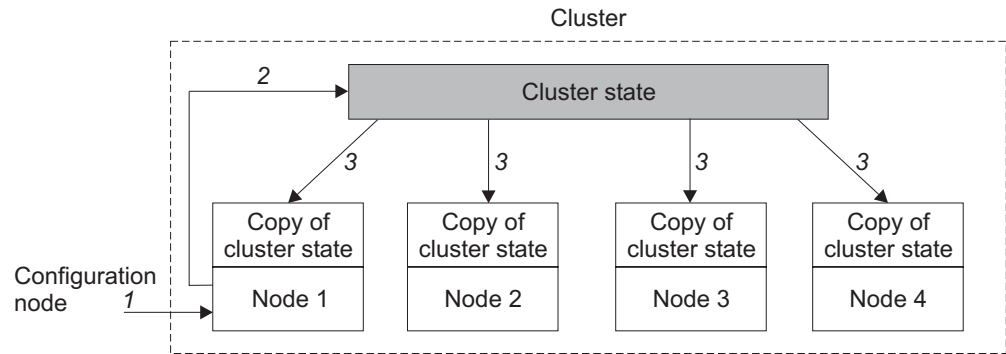 Cluster
2
Cluster state
3
3
3
3
Copy of
cluster state
Copy of
cluster state
Copy of
cluster state
Copy of
cluster state
Configuration
node
1
Node 1
Node 2
Node 3
Node 4